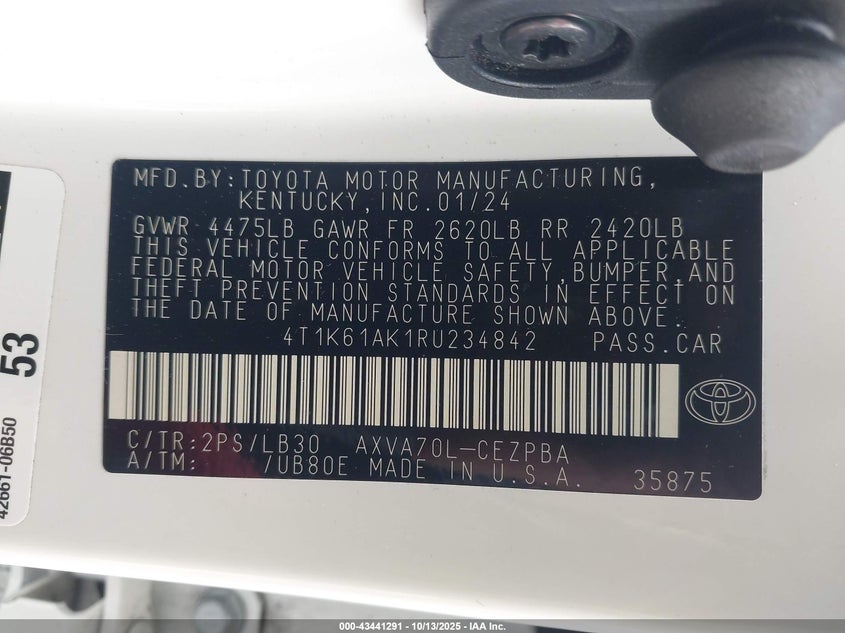 MFD.BY:TOYOTA MOTOR MANUFACTURING,
KENTUCKY,INC.01/24
GVWR 4475LB GAWR FR 2620LB RR 2420LB
THIS VEHICLE CONFORMS TO ALL APPLICABLE
FEDERAL MOTOR VEHICLE SAFETY,BUMPER,AND
THEFT PREVENTION STANDARDS IN EFFECT ON
THE DATE OF MANUFACTURE SHOWN ABOVE.
4T1K61AK1RU234842 PASS.CAR
C/TR:2PS/LB30 AXVA70L-CEZPBA
A/TM: /UB80E MADE IN U.S.A. 35875
53
42661-06B50
000-43441291 - 10/13/2025 - IAA Inc.